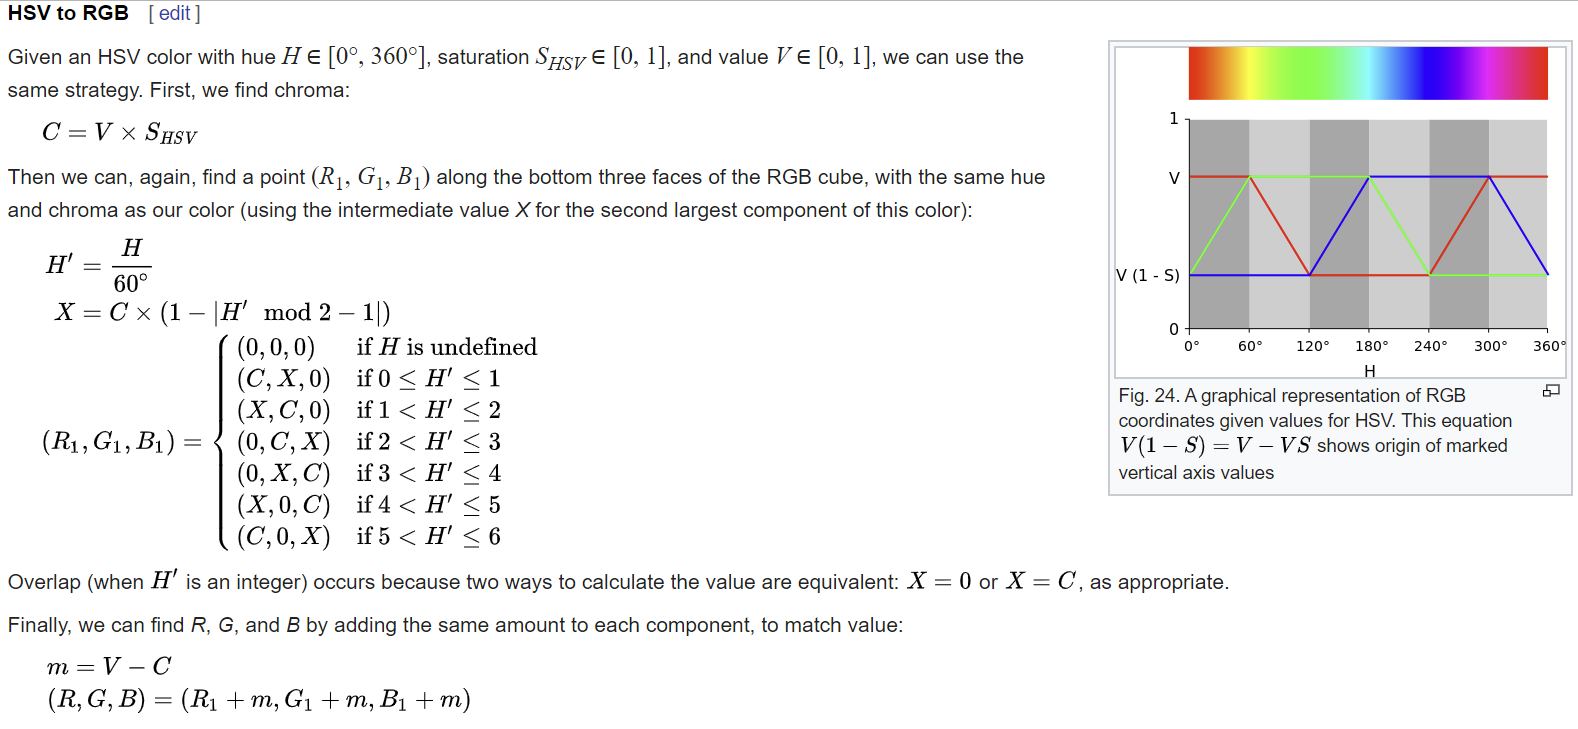 HSV to RGB [ edit ]
Given an HSV color with hue H ∈ [0°, 360°], saturation S_HSV ∈ [0, 1], and value V ∈ [0, 1], we can use the
same strategy. First, we find chroma:
C = V × S_HSV
Then we can, again, find a point (R₁, G₁, B₁) along the bottom three faces of the RGB cube, with the same hue
and chroma as our color (using the intermediate value X for the second largest component of this color):
H′ = H / 60°
X = C × (1 − |H′ mod 2 − 1|)
(R₁, G₁, B₁) = {
(0, 0, 0) if H is undefined
(C, X, 0) if 0 ≤ H′ ≤ 1
(X, C, 0) if 1 < H′ ≤ 2
(0, C, X) if 2 < H′ ≤ 3
(0, X, C) if 3 < H′ ≤ 4
(X, 0, C) if 4 < H′ ≤ 5
(C, 0, X) if 5 < H′ ≤ 6
Overlap (when H′ is an integer) occurs because two ways to calculate the value are equivalent: X = 0 or X = C, as appropriate.
Finally, we can find R, G, and B by adding the same amount to each component, to match value:
m = V − C
(R, G, B) = (R₁ + m, G₁ + m, B₁ + m)
1
V
V (1 - S)
0
0° 60° 120° 180° 240° 300° 360°
H
Fig. 24. A graphical representation of RGB
coordinates given values for HSV. This equation
V(1 − S) = V − VS shows origin of marked
vertical axis values